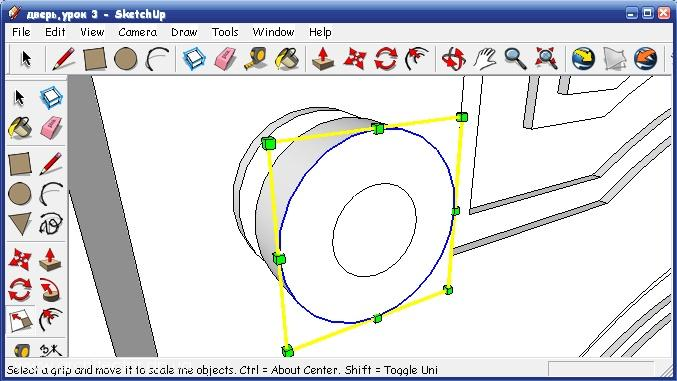 дверь,урок 3 - SketchUp
File Edit View Camera Draw Tools Window Help
Select a grip and move it to scale the objects. Ctrl = About Center. Shift = Toggle Uni